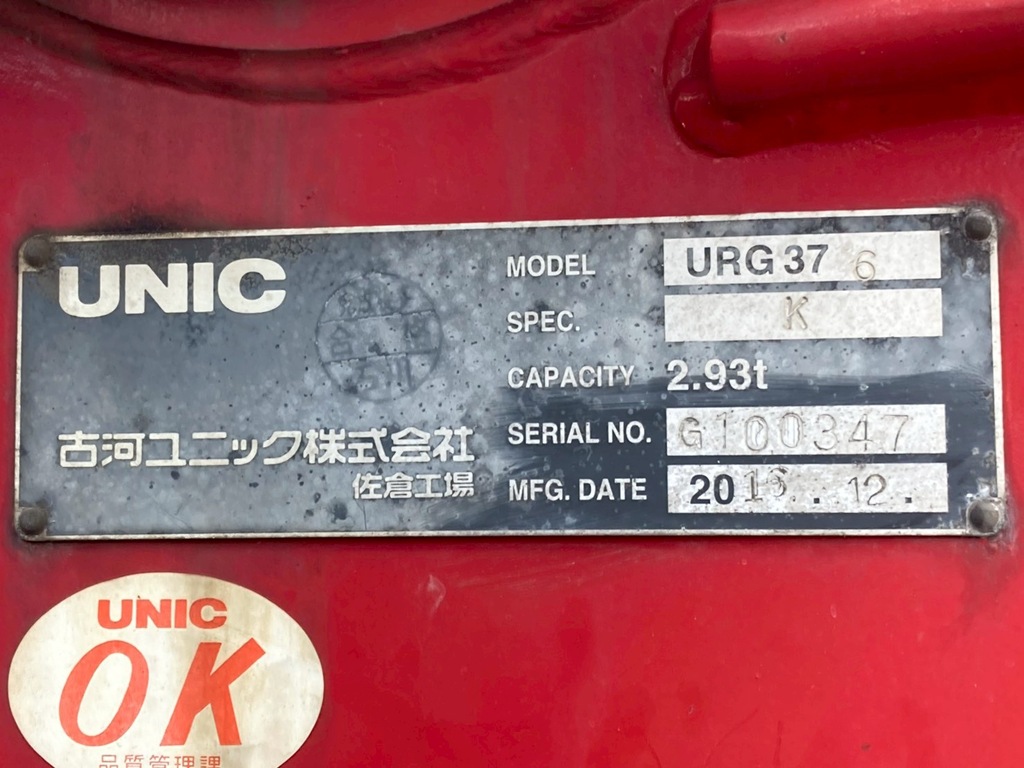 UNIC
MODEL URG37 6
SPEC. K
CAPACITY 2.93t
古河ユニック株式会社
SERIAL NO. G100347
佐倉工場
MFG. DATE 20 . 12 .
UNIC
OK
品質管理課